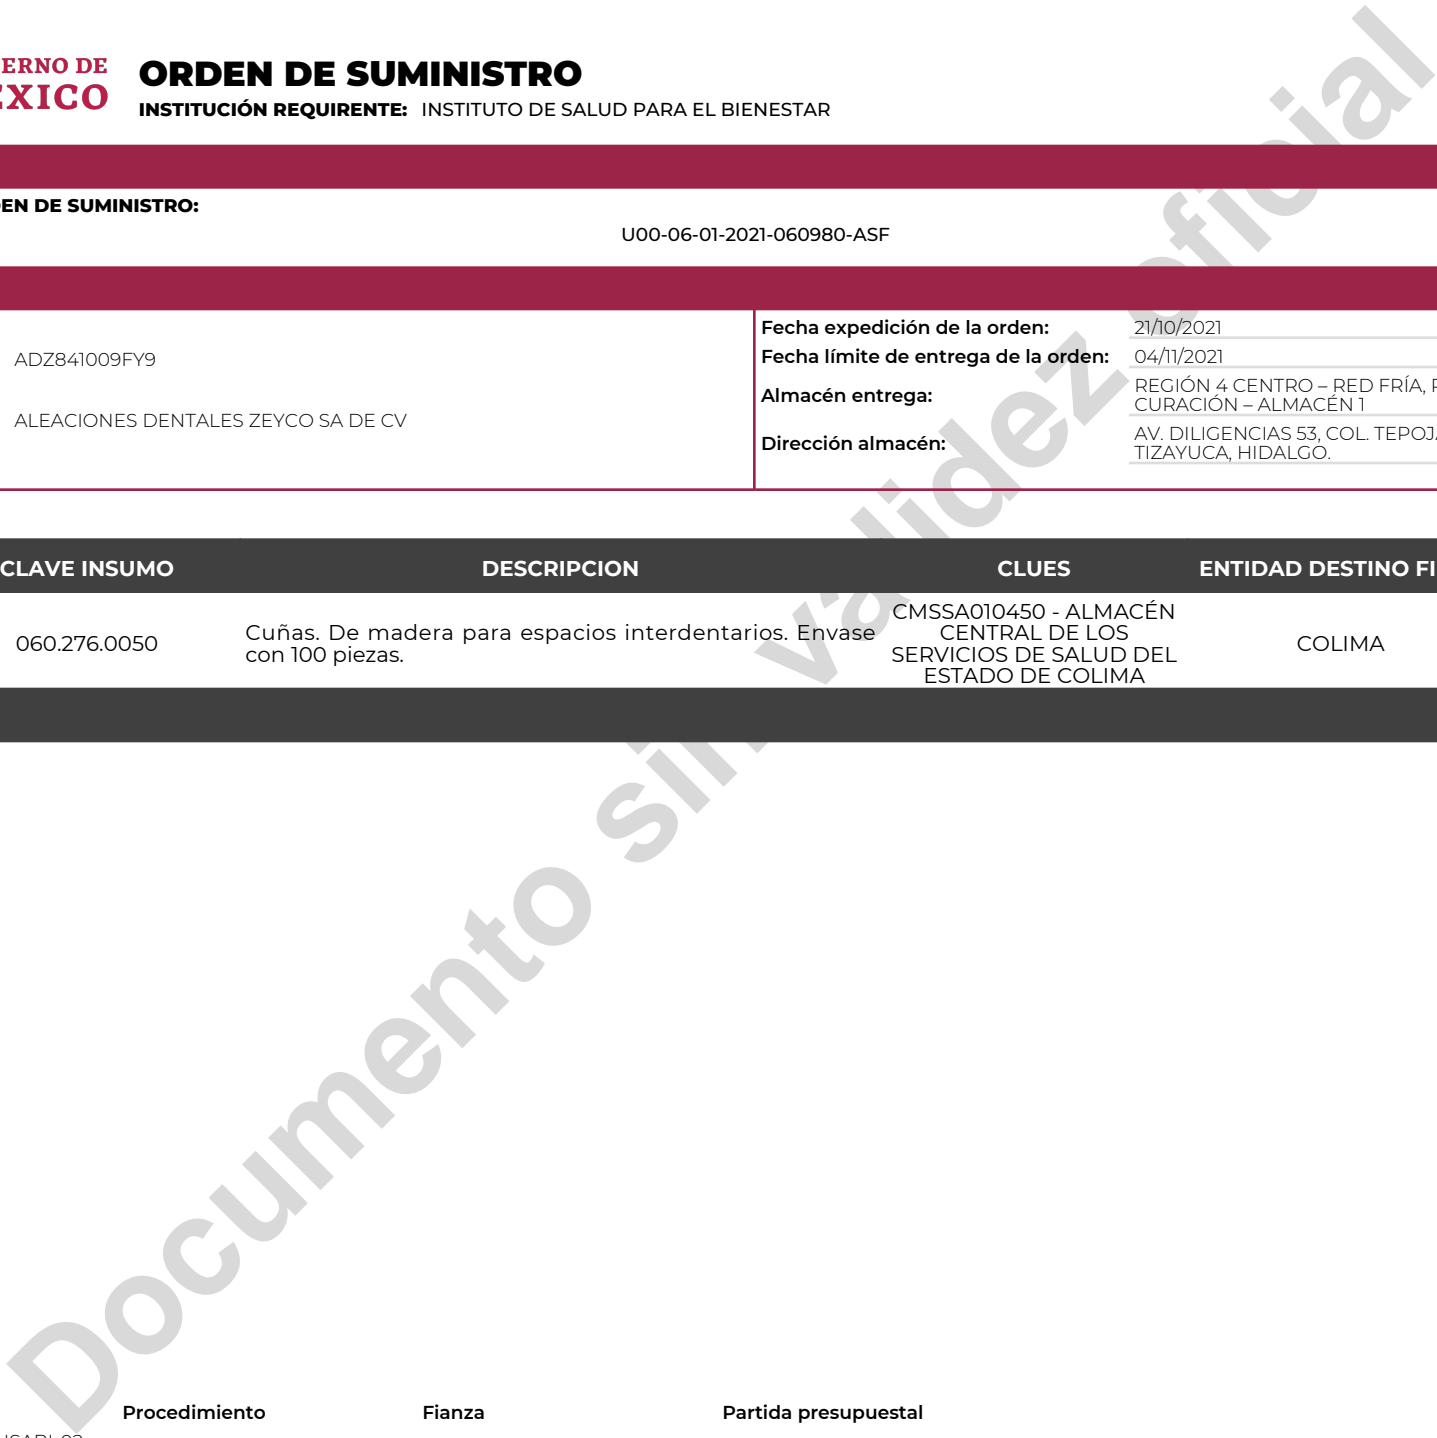 ERNO DE
EXICO
ORDEN DE SUMINISTRO
INSTITUCIÓN REQUIRENTE: INSTITUTO DE SALUD PARA EL BIENESTAR
EN DE SUMINISTRO:
U00-06-01-2021-060980-ASF
ADZ841009FY9
ALEACIONES DENTALES ZEYCO SA DE CV
Fecha expedición de la orden: 21/10/2021
Fecha límite de entrega de la orden: 04/11/2021
Almacén entrega: REGIÓN 4 CENTRO – RED FRÍA,
CURACIÓN – ALMACÉN 1
Dirección almacén: AV. DILIGENCIAS 53, COL. TEPOJA
TIZAYUCA, HIDALGO.
CLAVE INSUMO DESCRIPCION CLUES ENTIDAD DESTINO FI
060.276.0050
Cuñas. De madera para espacios interdentarios. Envase
con 100 piezas.
CMSSA010450 - ALMACÉN
CENTRAL DE LOS
SERVICIOS DE SALUD DEL
ESTADO DE COLIMA
COLIMA
Documento sin validez oficial
Procedimiento Fianza Partida presupuestal